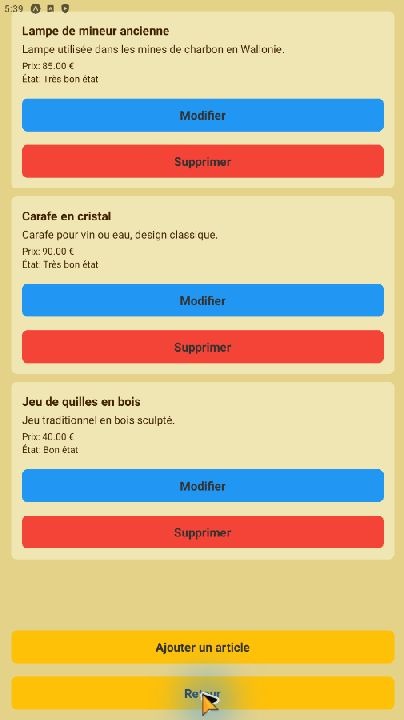 5:39
Lampe de mineur ancienne
Lampe utilisée dans les mines de charbon en Wallonie.
Prix: 85.00 €
État: Très bon état
Modifier
Supprimer
Carafe en cristal
Carafe pour vin ou eau, design classique.
Prix: 90.00 €
État: Très bon état
Modifier
Supprimer
Jeu de quilles en bois
Jeu traditionnel en bois sculpté.
Prix: 40.00 €
État: Bon état
Modifier
Supprimer
Ajouter un article
Retour